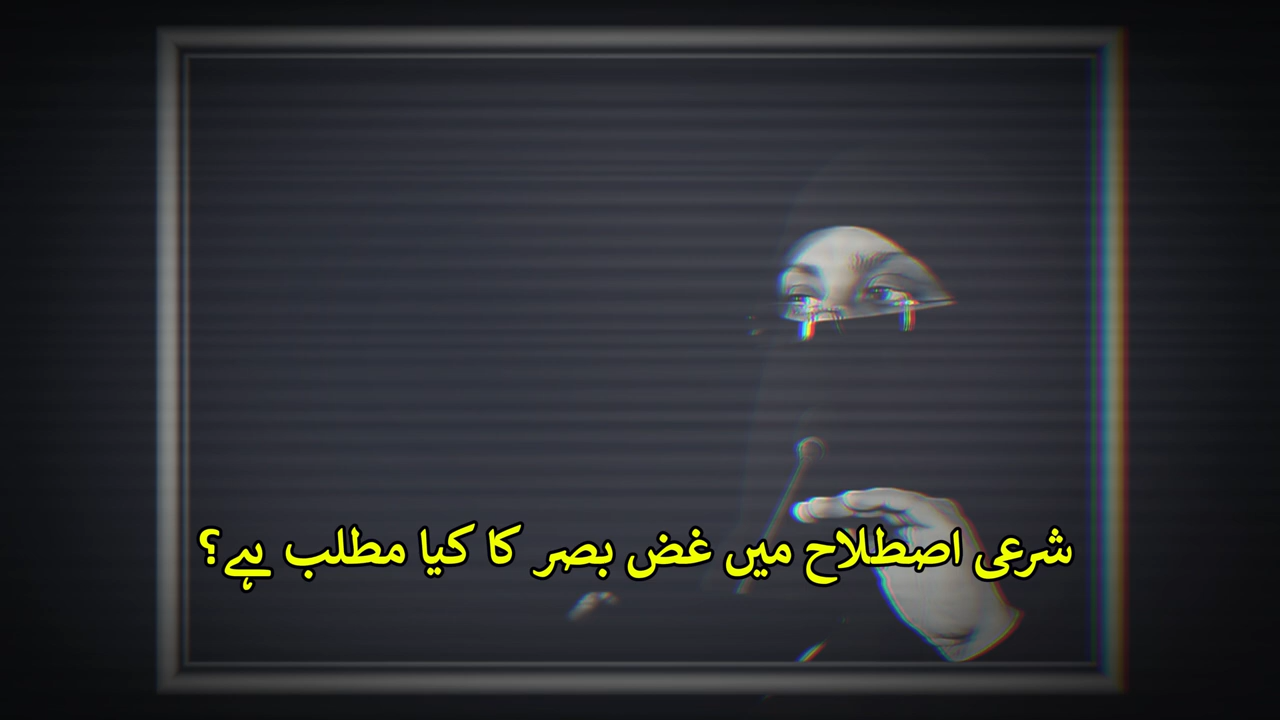 شرعی اصطلاح میں غض بصر کا کیا مطلب ہے؟